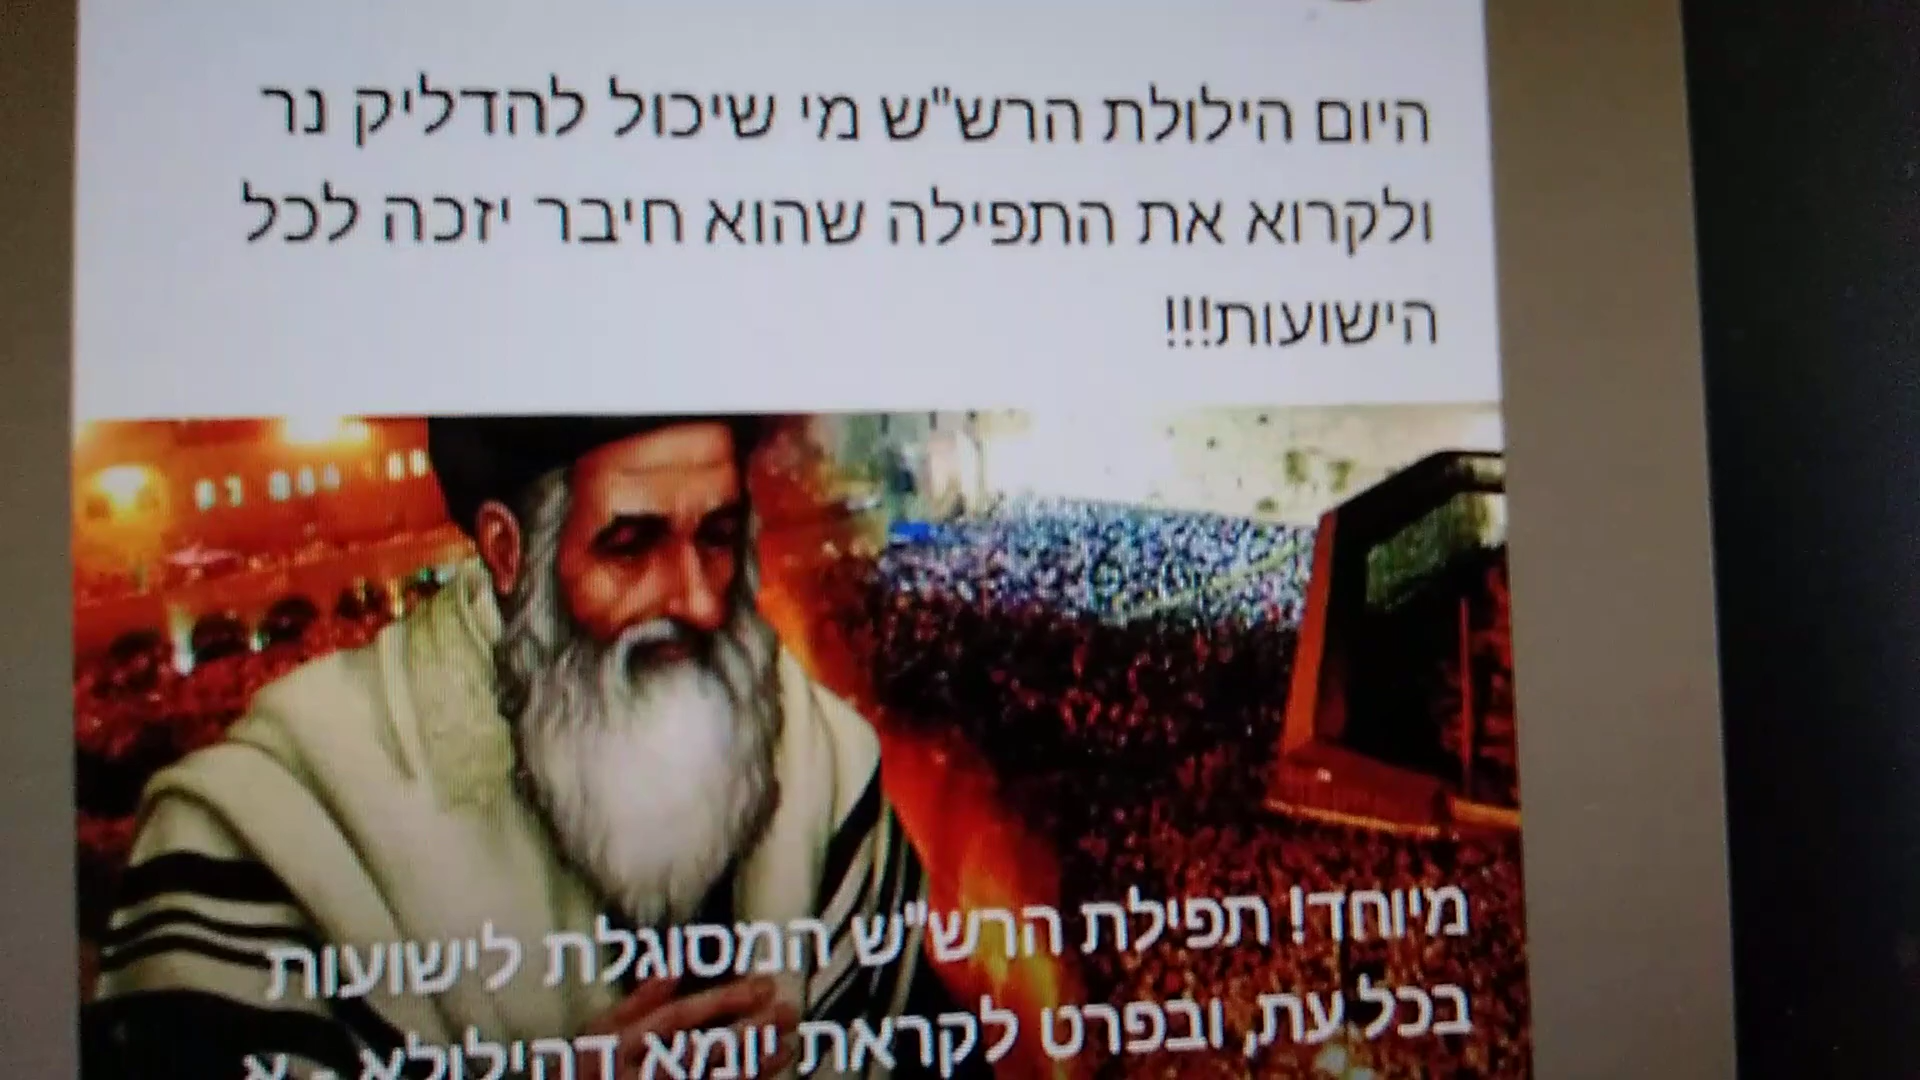 היום הילולת הרש"ש מי שיכול להדליק נר
ולקרוא את התפילה שהוא חיבר יזכה לכל
הישועות!!!
מיוחד! תפילת הרש"ש המסוגלת לישועות
בכל עת, ובפרט לקראת יומא דהילולא -